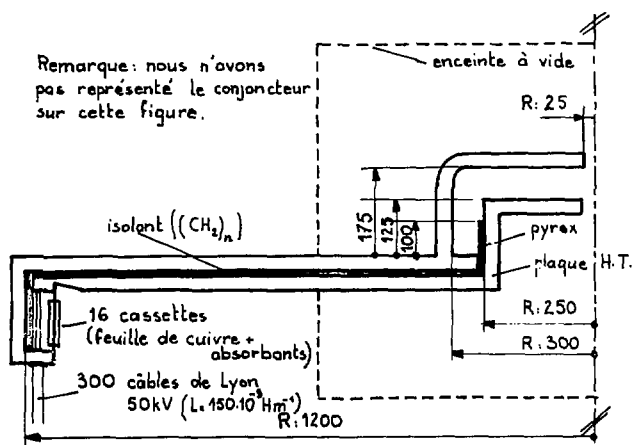 Remarque: nous n'avons
pas représenté le conjoncteur
sur cette figure.
enceinte à vide
R: 25
175
125
100
isolant ((CH2)n)
pyrex
plaque H.T.
R: 250
R: 300
16 cassettes
(feuille de cuivre +
absorbants)
300 câbles de Lyon
50kV (L= 150.10⁻⁹ Hm⁻¹)
R: 1200